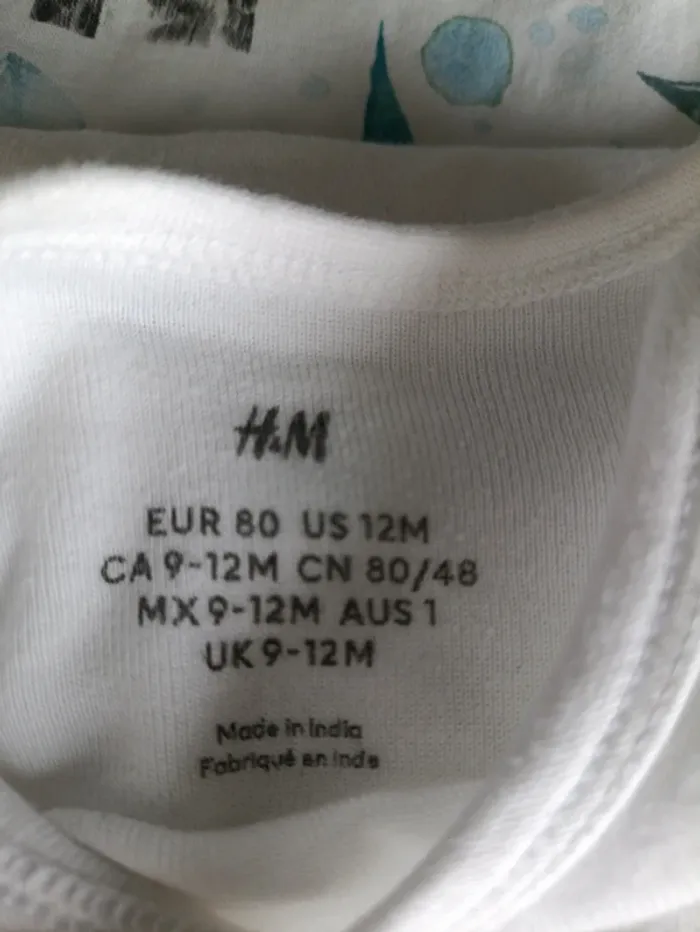 H&M
EUR 80 US 12M
CA 9-12M CN 80/48
MX 9-12M AUS 1
UK 9-12M
Made in India
Fabriqué en Inde